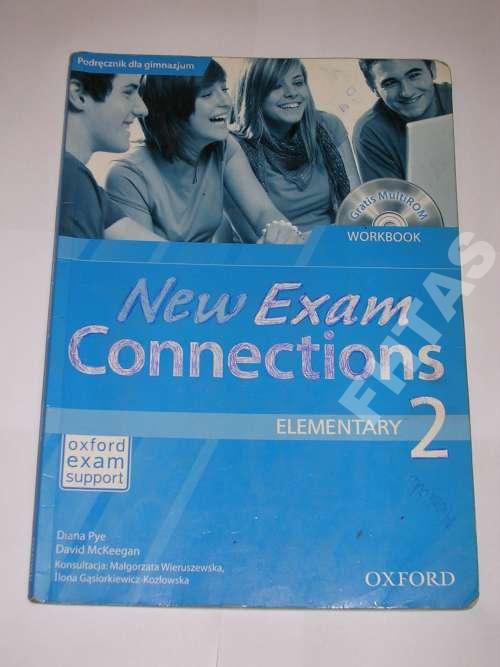 Podręcznik dla gimnazjum
Gratis MultiROM
WORKBOOK
New Exam
Connections
ELEMENTARY 2
oxford
exam
support
Diana Pye
David McKeegan
Konsultacja: Małgorzata Wieruszewska,
Ilona Gąsiorkiewicz-Kozłowska
OXFORD
FRITAS